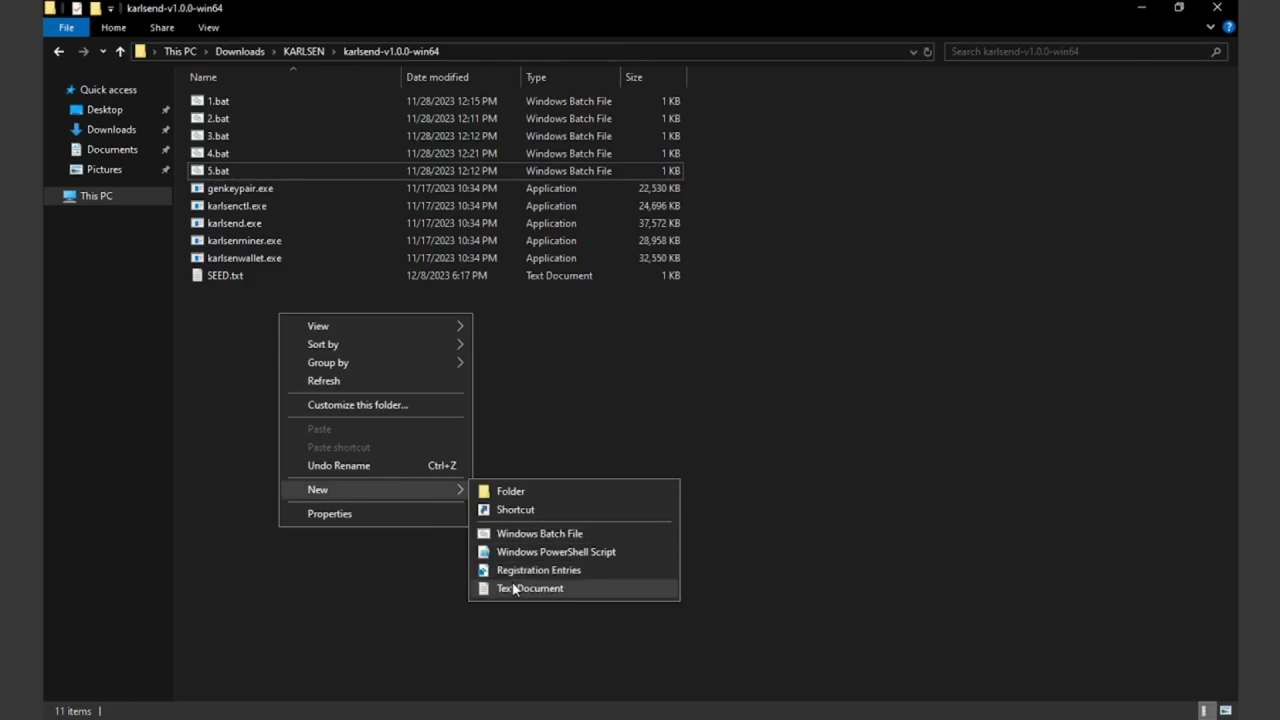 karlsend-v1.0.0-win64
File Home Share View
This PC Downloads KARLSEN karlsend-v1.0.0-win64 Search karlsend-v1.0.0-win64
Name Date modified Type Size
Quick access
Desktop
Downloads
Documents
Pictures
This PC
1.bat 11/28/2023 12:15 PM Windows Batch File 1 KB
2.bat 11/28/2023 12:11 PM Windows Batch File 1 KB
3.bat 11/28/2023 12:12 PM Windows Batch File 1 KB
4.bat 11/28/2023 12:21 PM Windows Batch File 1 KB
5.bat 11/28/2023 12:12 PM Windows Batch File 1 KB
genkeypair.exe 11/17/2023 10:34 PM Application 22,530 KB
karlsenctl.exe 11/17/2023 10:34 PM Application 24,696 KB
karlsend.exe 11/17/2023 10:34 PM Application 37,572 KB
karlsenminer.exe 11/17/2023 10:34 PM Application 28,958 KB
karlsenwallet.exe 11/17/2023 10:34 PM Application 32,550 KB
SEED.txt 12/8/2023 6:17 PM Text Document 1 KB
View
Sort by
Group by
Refresh
Customize this folder...
Paste
Paste shortcut
Undo Rename Ctrl+Z
New
Properties
Folder
Shortcut
Windows Batch File
Windows PowerShell Script
Registration Entries
Text Document
11 items